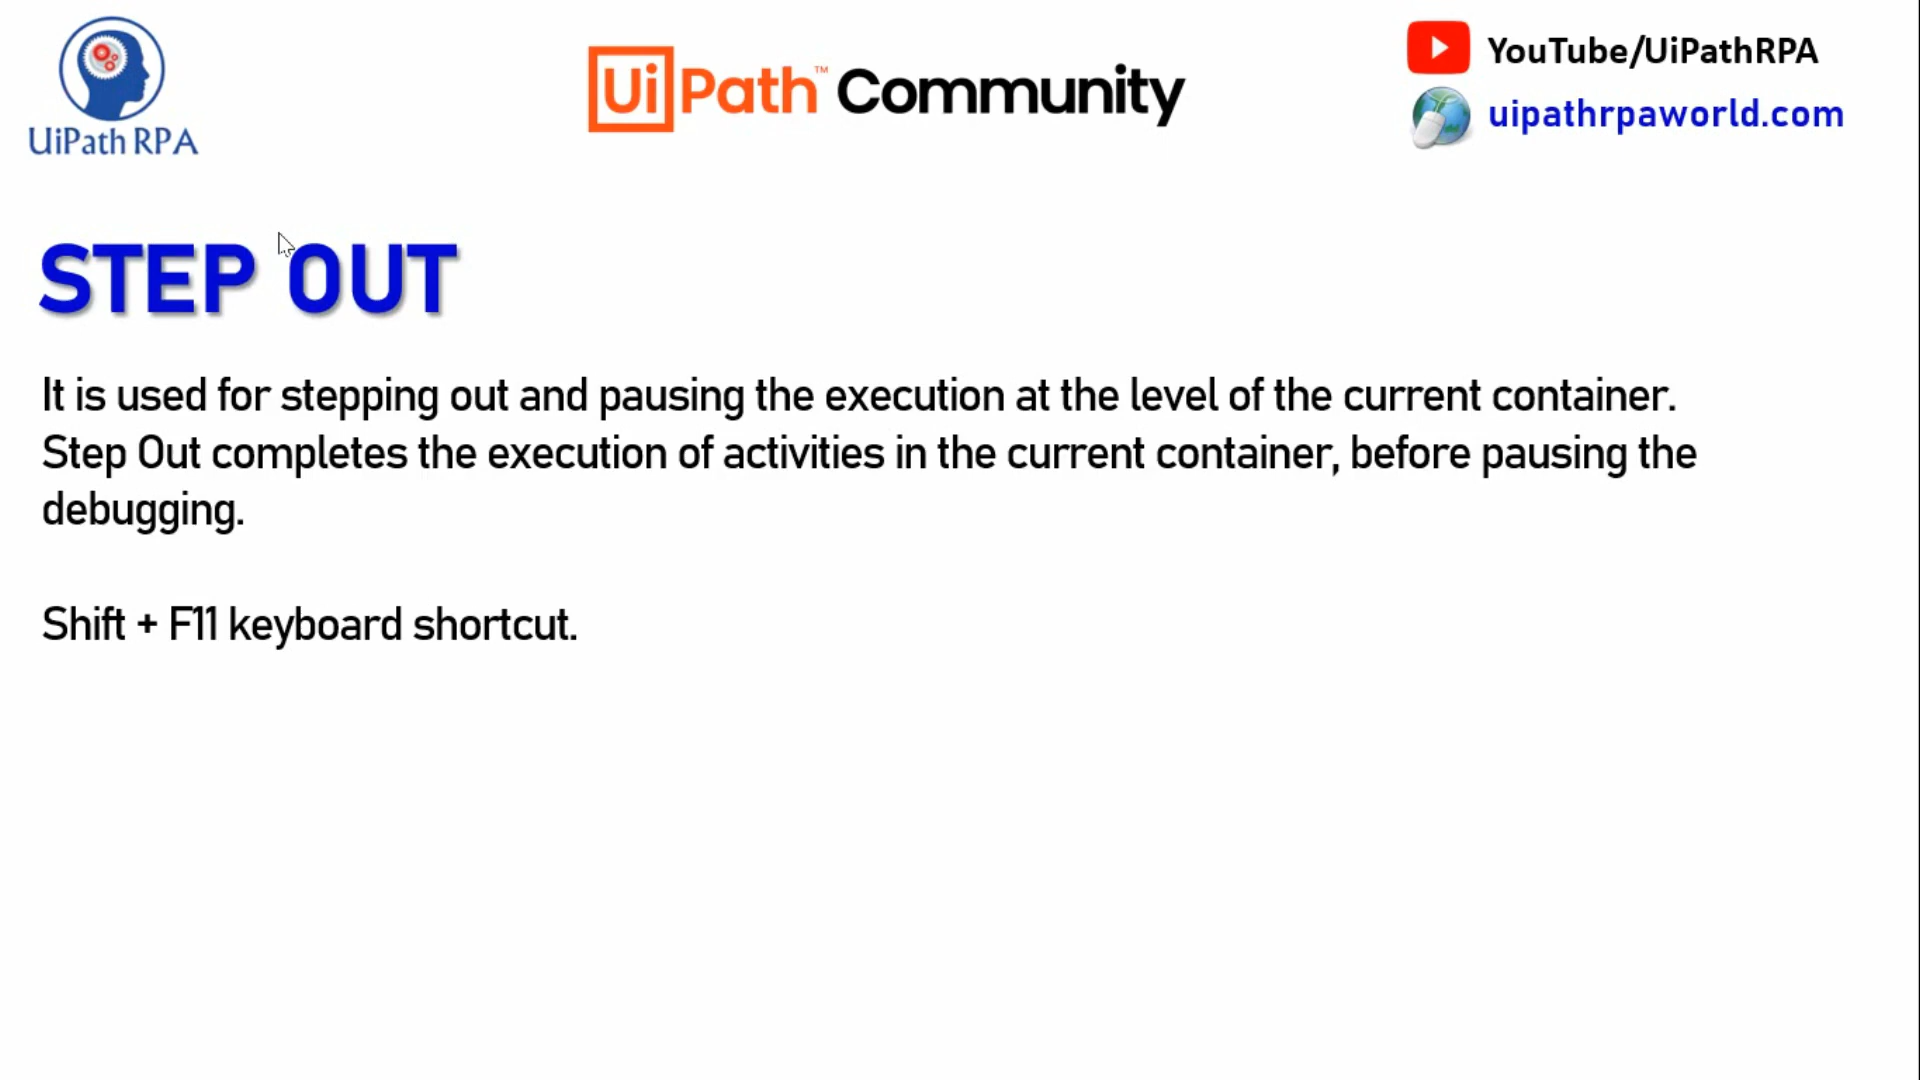 UiPath RPA
UiPath™ Community
YouTube/UiPathRPA
uipathrpaworld.com
STEP OUT
It is used for stepping out and pausing the execution at the level of the current container.
Step Out completes the execution of activities in the current container, before pausing the
debugging.
Shift + F11 keyboard shortcut.